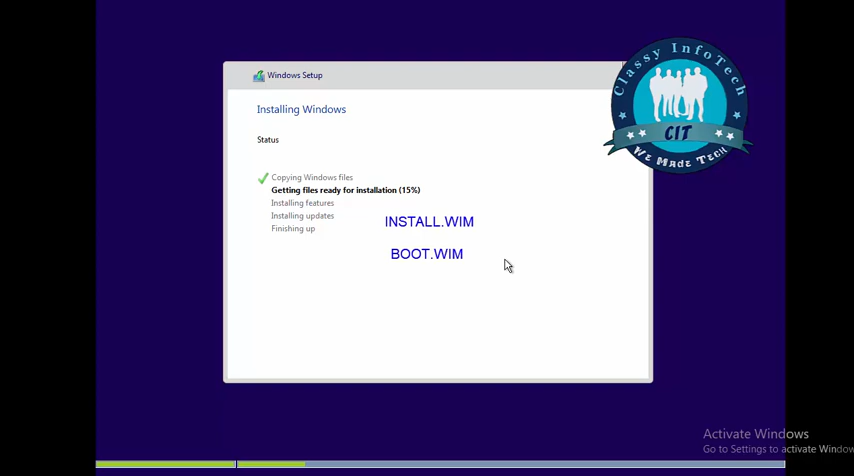 Windows Setup
Installing Windows
Status
Copying Windows files
Getting files ready for installation (15%)
Installing features
Installing updates
Finishing up
INSTALL.WIM
BOOT.WIM
Classy InfoTech
CIT
We Made Tech
Activate Windows
Go to Settings to activate Window